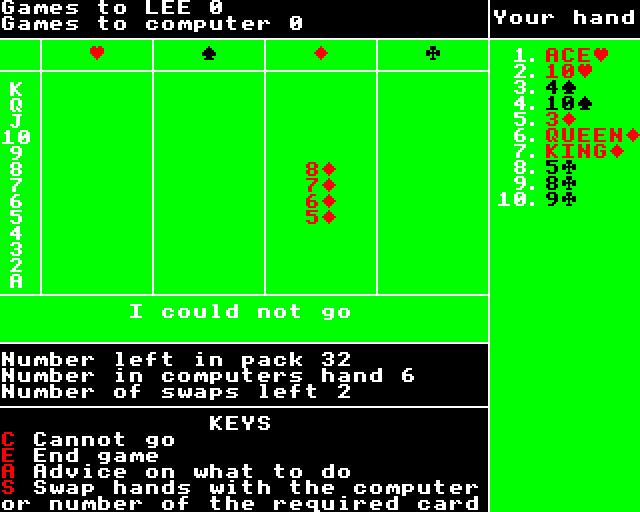 Games to LEE 0
Games to computer 0
Your hand
♥ ♠ ♦ ♣
K
Q
J
10
9
8 8♦
7 7♦
6 6♦
5 5♦
4
3
2
A
1. ACE♥
2. 10♥
3. 4♠
4. 10♠
5. 3♦
6. QUEEN♦
7. KING♦
8. 5♣
9. 8♣
10. 9♣
I could not go
Number left in pack 32
Number in computers hand 6
Number of swaps left 2
KEYS
C Cannot go
E End game
A Advice on what to do
S Swap hands with the computer
or number of the required card